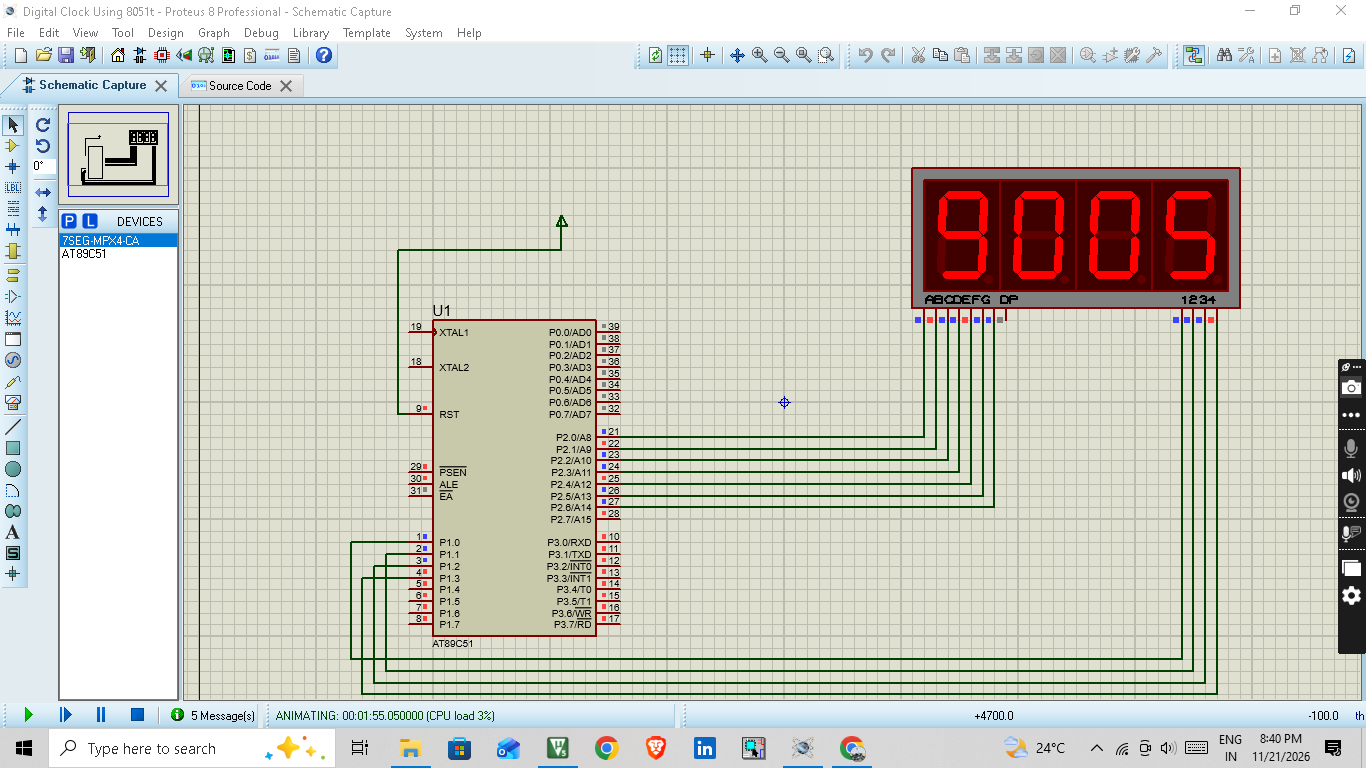 Digital Clock Using 8051t - Proteus 8 Professional - Schematic Capture
File Edit View Tool Design Graph Debug Library Template System Help
Schematic Capture
Source Code
0°
P L DEVICES
7SEG-MPX4-CA
AT89C51
LBL
A
S
9005
ABCDEFG DP
1234
U1
19 XTAL1
18 XTAL2
9 RST
29 PSEN
30 ALE
31 EA
1 P1.0
2 P1.1
3 P1.2
4 P1.3
5 P1.4
6 P1.5
7 P1.6
8 P1.7
P0.0/AD0 39
P0.1/AD1 38
P0.2/AD2 37
P0.3/AD3 36
P0.4/AD4 35
P0.5/AD5 34
P0.6/AD6 33
P0.7/AD7 32
P2.0/A8 21
P2.1/A9 22
P2.2/A10 23
P2.3/A11 24
P2.4/A12 25
P2.5/A13 26
P2.6/A14 27
P2.7/A15 28
P3.0/RXD 10
P3.1/TXD 11
P3.2/INT0 12
P3.3/INT1 13
P3.4/T0 14
P3.5/T1 15
P3.6/WR 16
P3.7/RD 17
AT89C51
5 Message(s)
ANIMATING: 00:01:55.050000 (CPU load 3%)
+4700.0
-100.0
th
Type here to search
24°C
ENG
IN
8:40 PM
11/21/2026